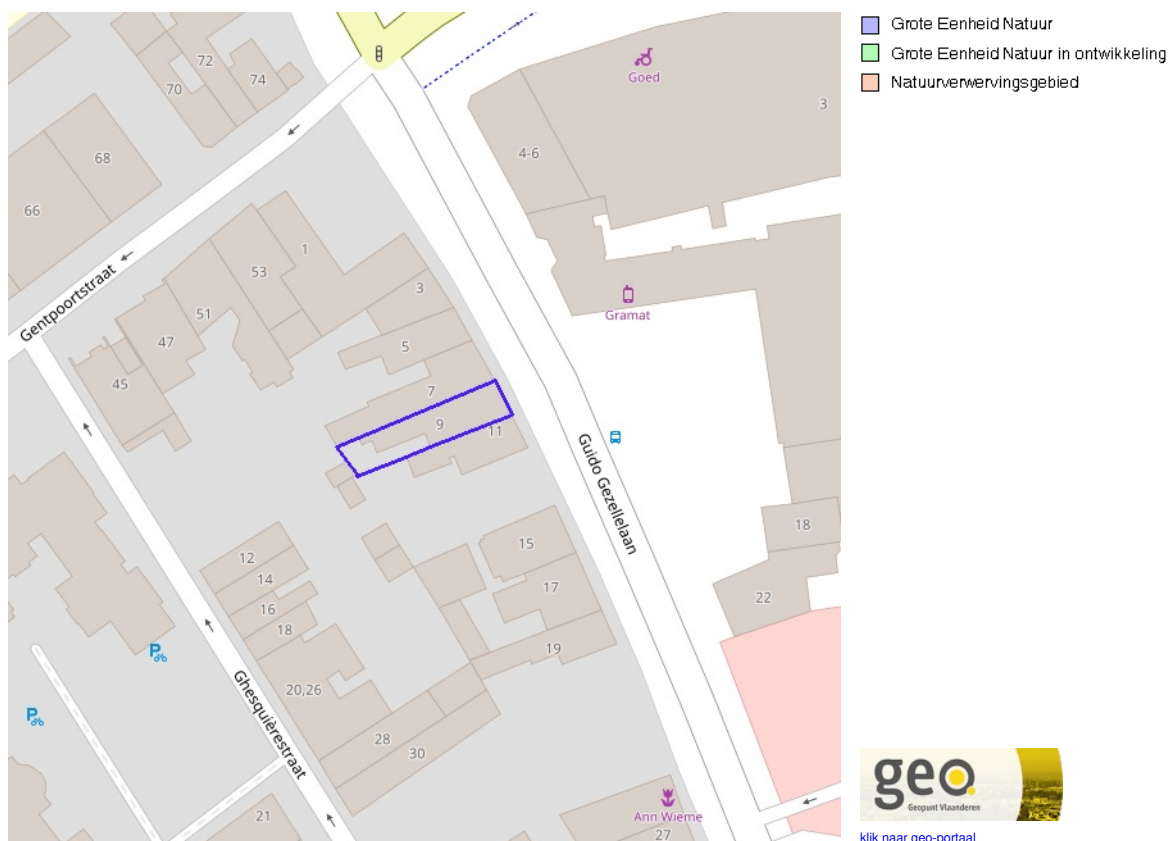 Grote Eenheid Natuur
Grote Eenheid Natuur in ontwikkeling
Natuurverwervingsgebied
72
70
74
Goed
3
68
4-6
66
Gentpoortstraat
1
53
3
51
Gramat
47
5
45
7
9
11
Guido Gezellelaan
12
15
18
14
17
16
22
18
19
P
Ghesquièrestraat
20,26
P
28
30
21
Ann Wieme
27
geo
Geopunt Vlaanderen
klik naar geo-portaal